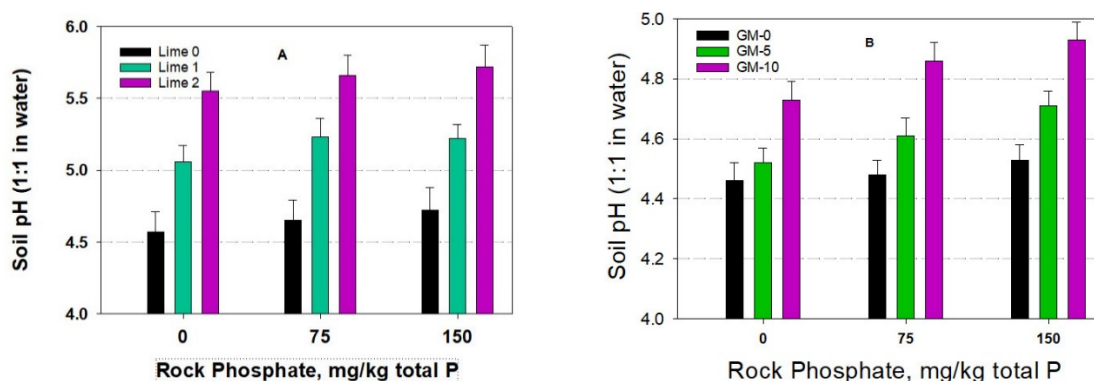 6.0
5.5
5.0
4.5
4.0
Soil pH (1:1 in water)
Lime 0
Lime 1
Lime 2
A
0 75 150
Rock Phosphate, mg/kg total P
5.0
4.8
4.6
4.4
4.2
4.0
Soil pH (1:1 in water)
GM-0
GM-5
GM-10
B
0 75 150
Rock Phosphate, mg/kg total P